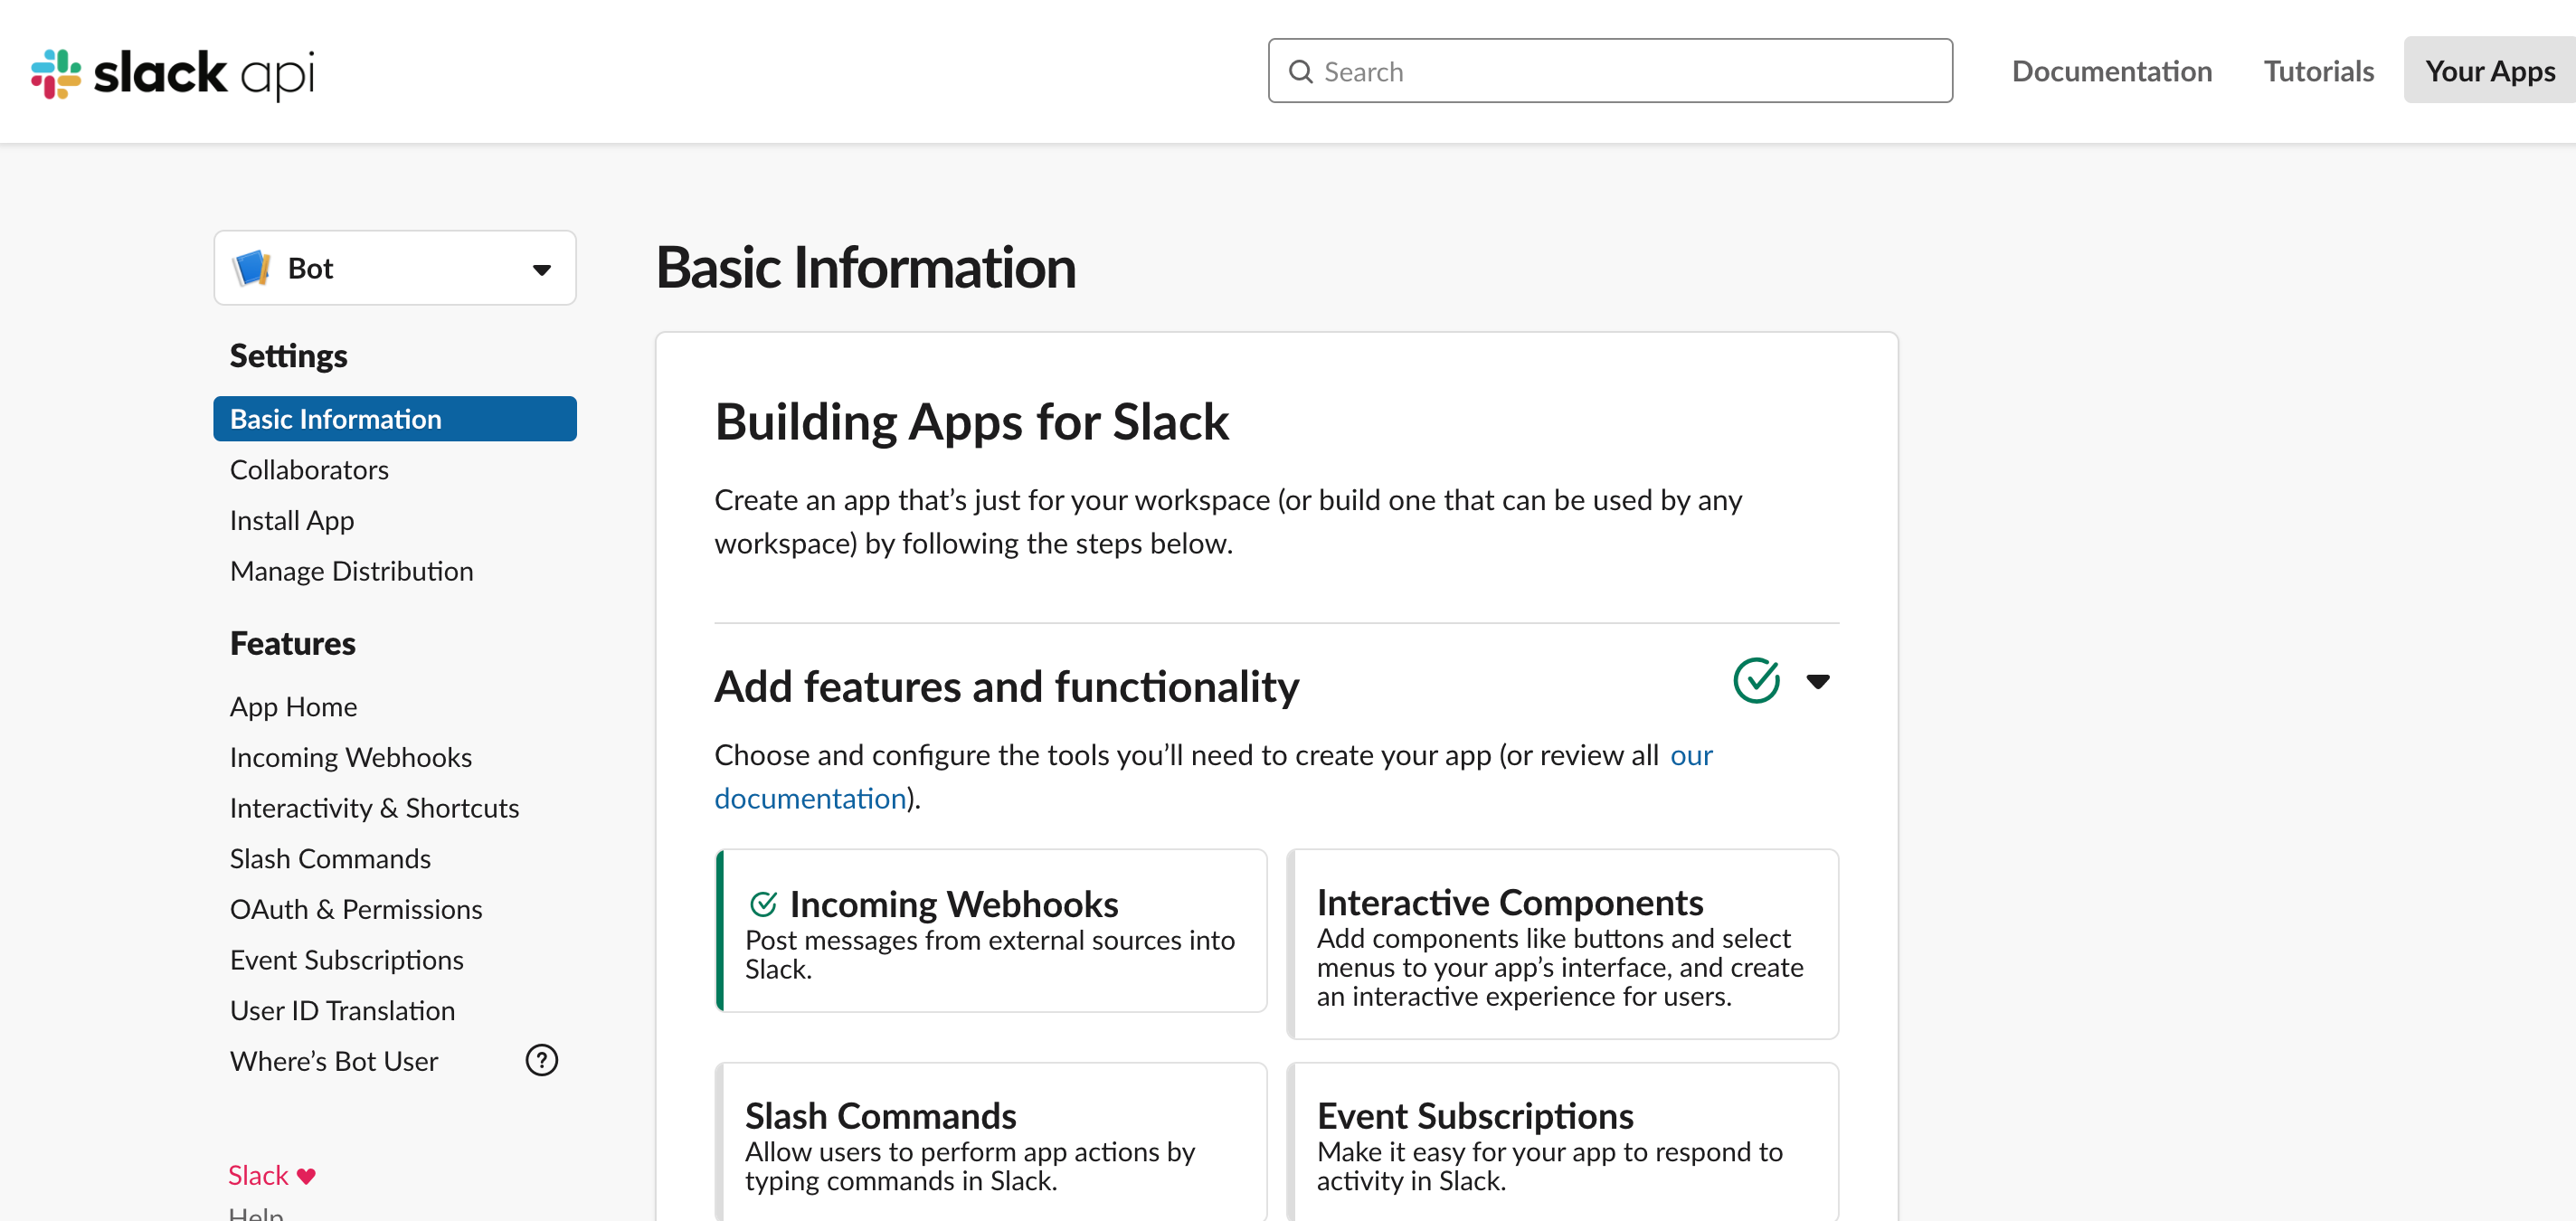 slack api
Search
Documentation
Tutorials
Your Apps
Bot
Settings
Basic Information
Collaborators
Install App
Manage Distribution
Features
App Home
Incoming Webhooks
Interactivity & Shortcuts
Slash Commands
OAuth & Permissions
Event Subscriptions
User ID Translation
Where’s Bot User
Slack ♥
Help
Basic Information
Building Apps for Slack
Create an app that’s just for your workspace (or build one that can be used by any
workspace) by following the steps below.
Add features and functionality
Choose and configure the tools you’ll need to create your app (or review all our
documentation).
Incoming Webhooks
Post messages from external sources into
Slack.
Interactive Components
Add components like buttons and select
menus to your app’s interface, and create
an interactive experience for users.
Slash Commands
Allow users to perform app actions by
typing commands in Slack.
Event Subscriptions
Make it easy for your app to respond to
activity in Slack.